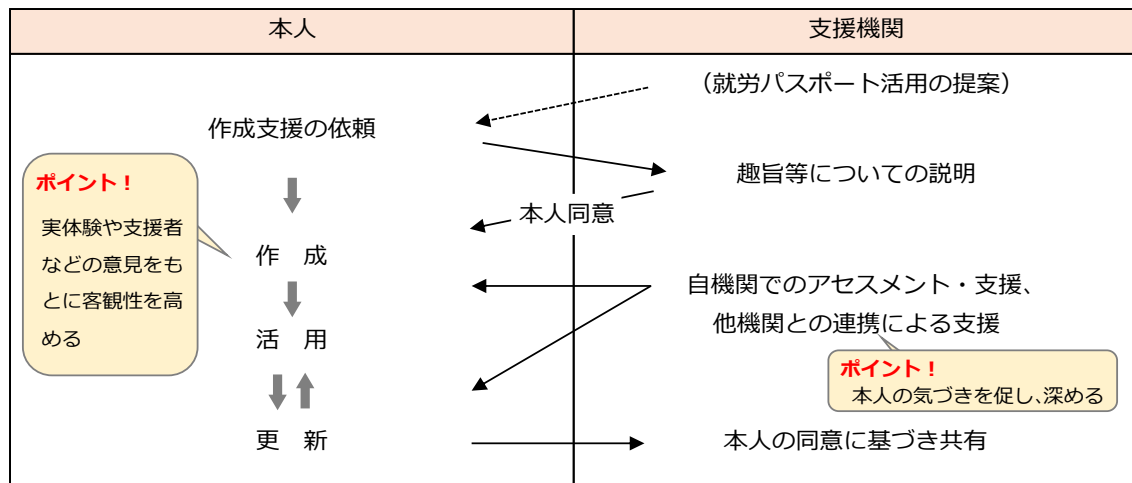 本人
支援機関
（就労パスポート活用の提案）
作成支援の依頼
趣旨等についての説明
本人同意
ポイント！
実体験や支援者
などの意見をも
とに客観性を高
める
作　成
自機関でのアセスメント・支援、
他機関との連携による支援
活　用
ポイント！
本人の気づきを促し、深める
更　新
本人の同意に基づき共有